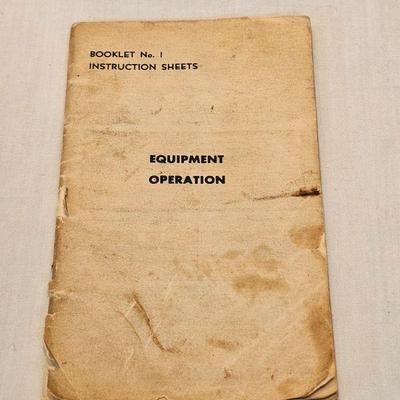 BOOKLET No. 1
INSTRUCTION SHEETS
EQUIPMENT
OPERATION